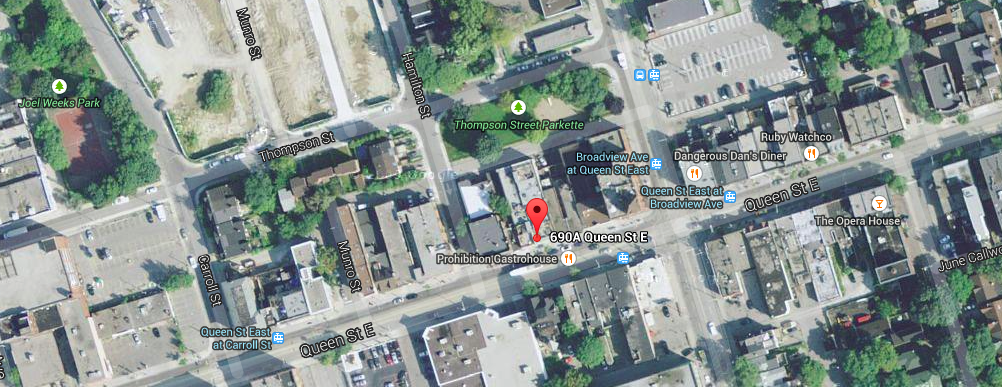 Munro St
Hamilton St
Joel Weeks Park
Thompson Street Parkette
Thompson St
Ruby Watchco
Broadview Ave
at Queen St East
Dangerous Dan's Diner
Queen St East at
Broadview Ave
Queen St E
The Opera House
690A Queen St E
Prohibition Gastrohouse
Munro St
Carroll St
June Callwo
Queen St East
at Carroll St
Queen St E